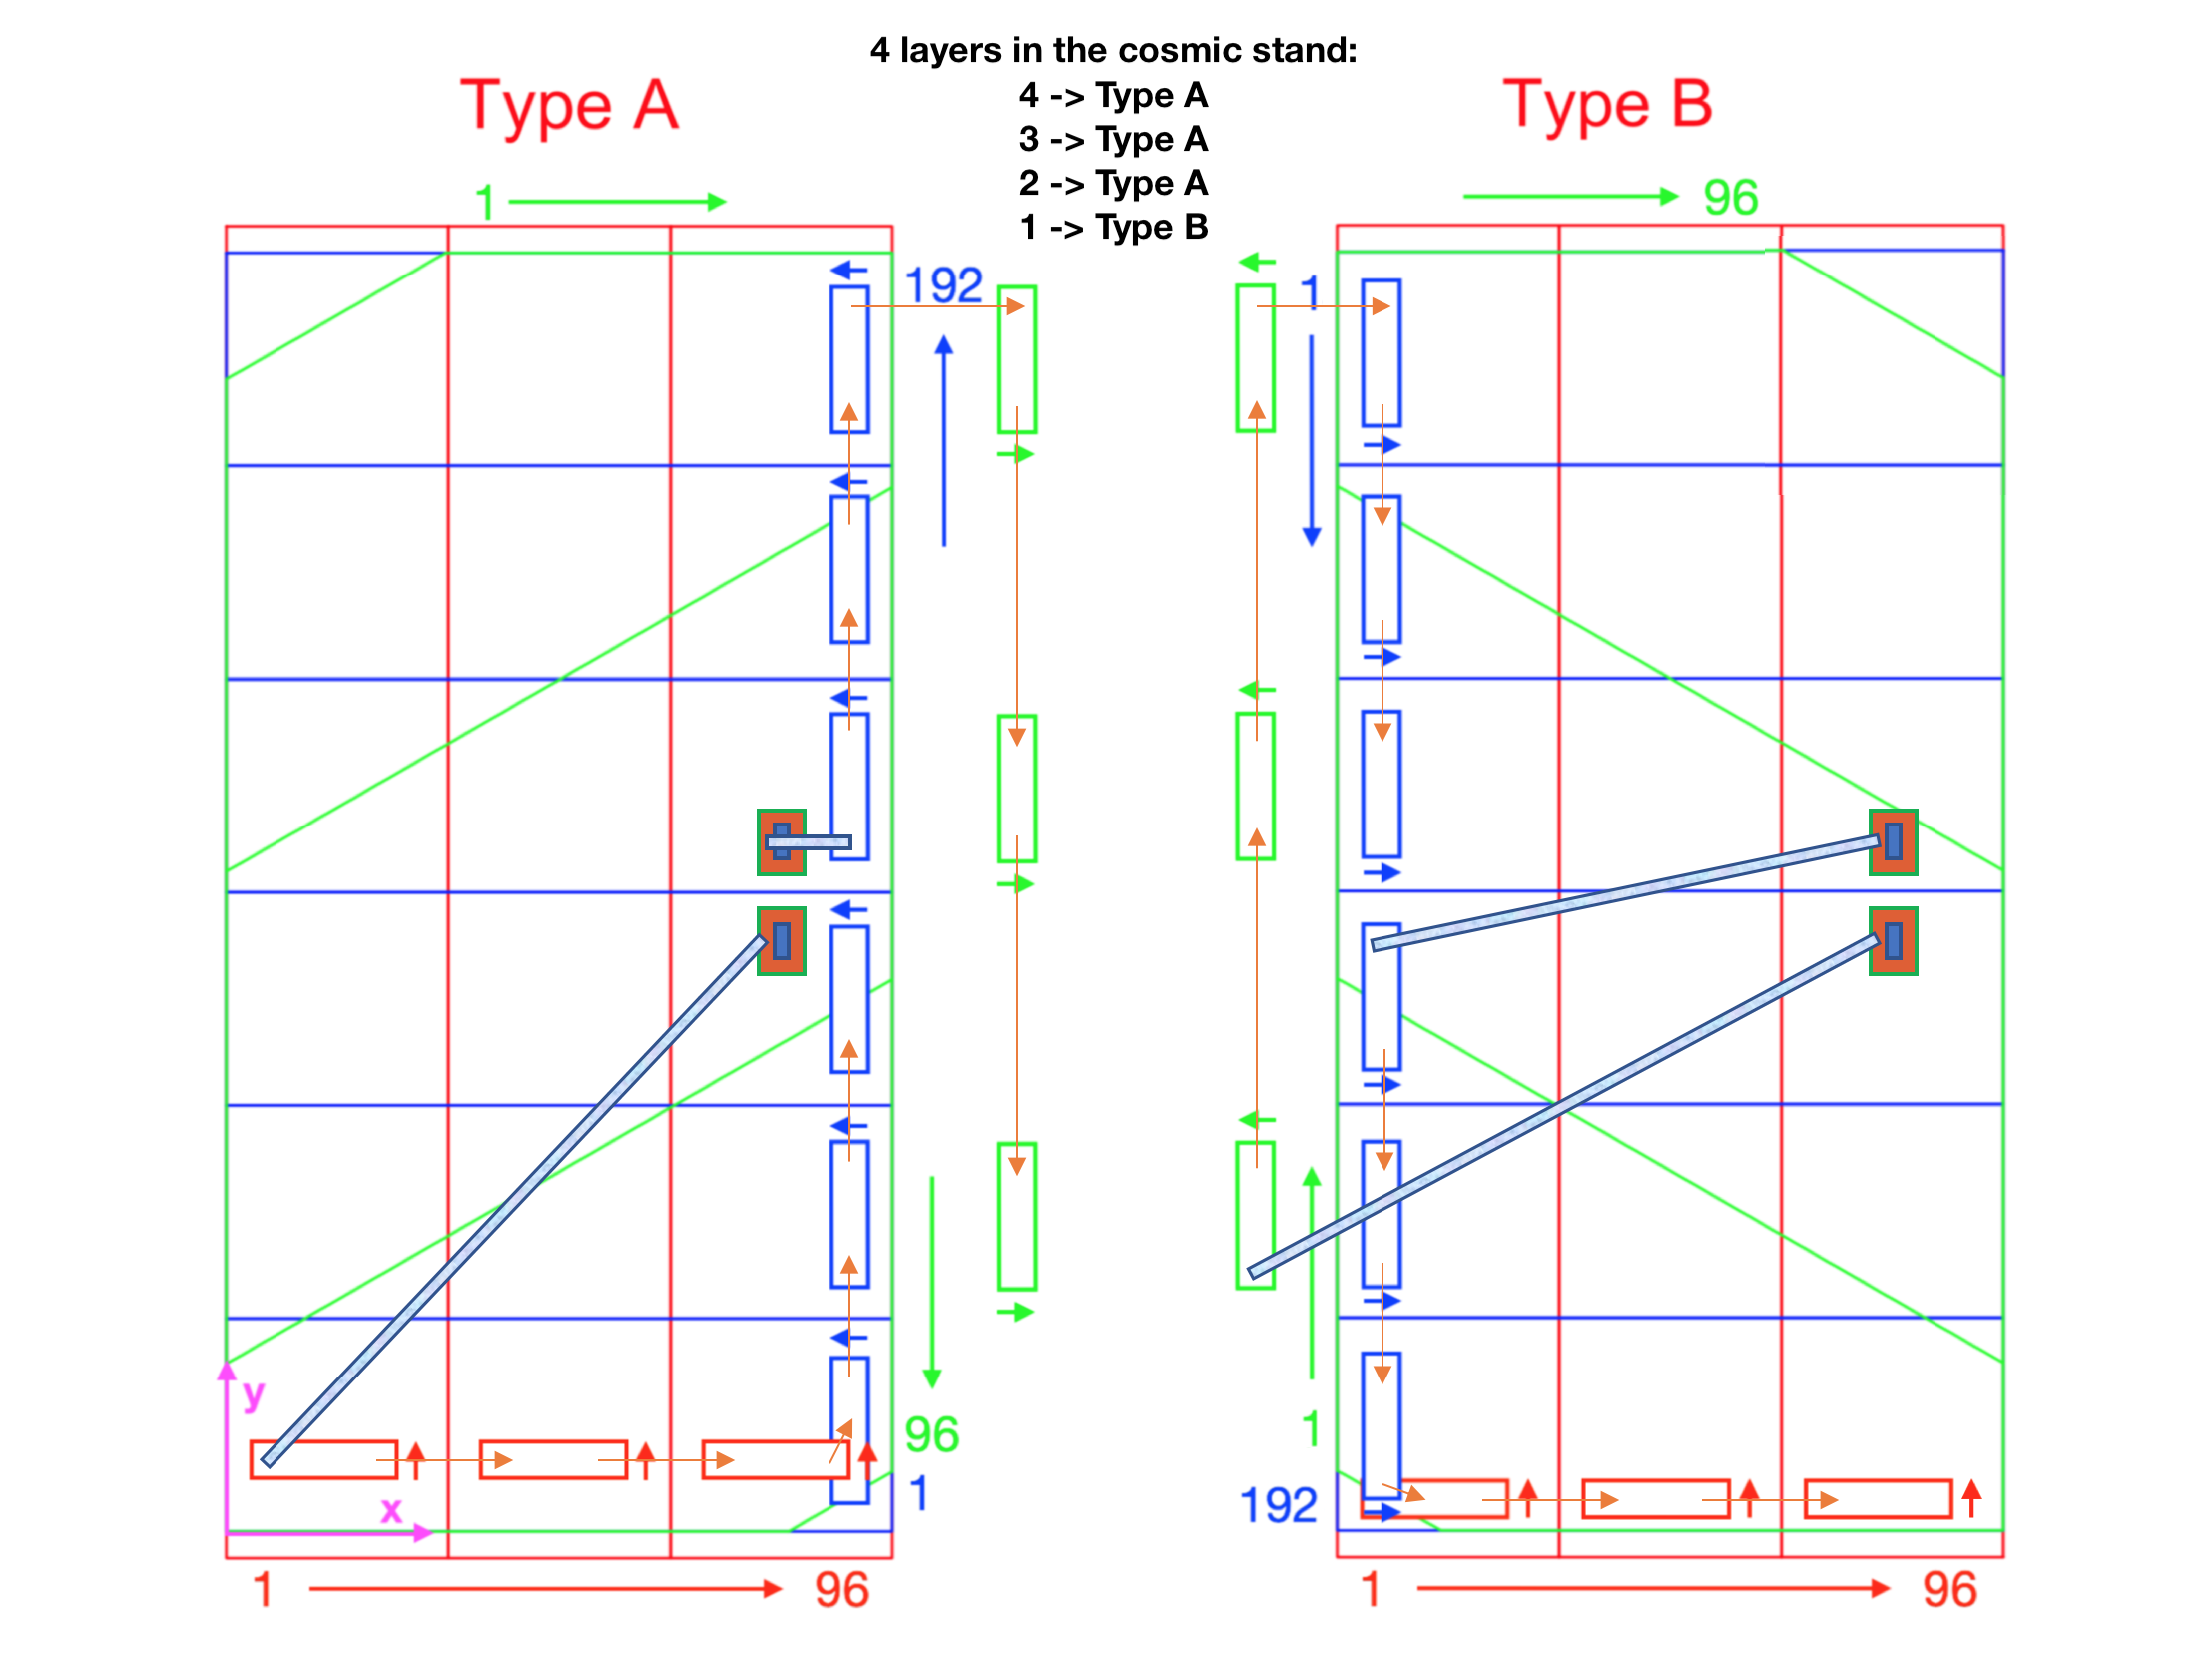 4 layers in the cosmic stand:
4 -> Type A
3 -> Type A
2 -> Type A
1 -> Type B
Type A
Type B
1
96
192
1
y
x
96
1
1
192
1
96
1
96